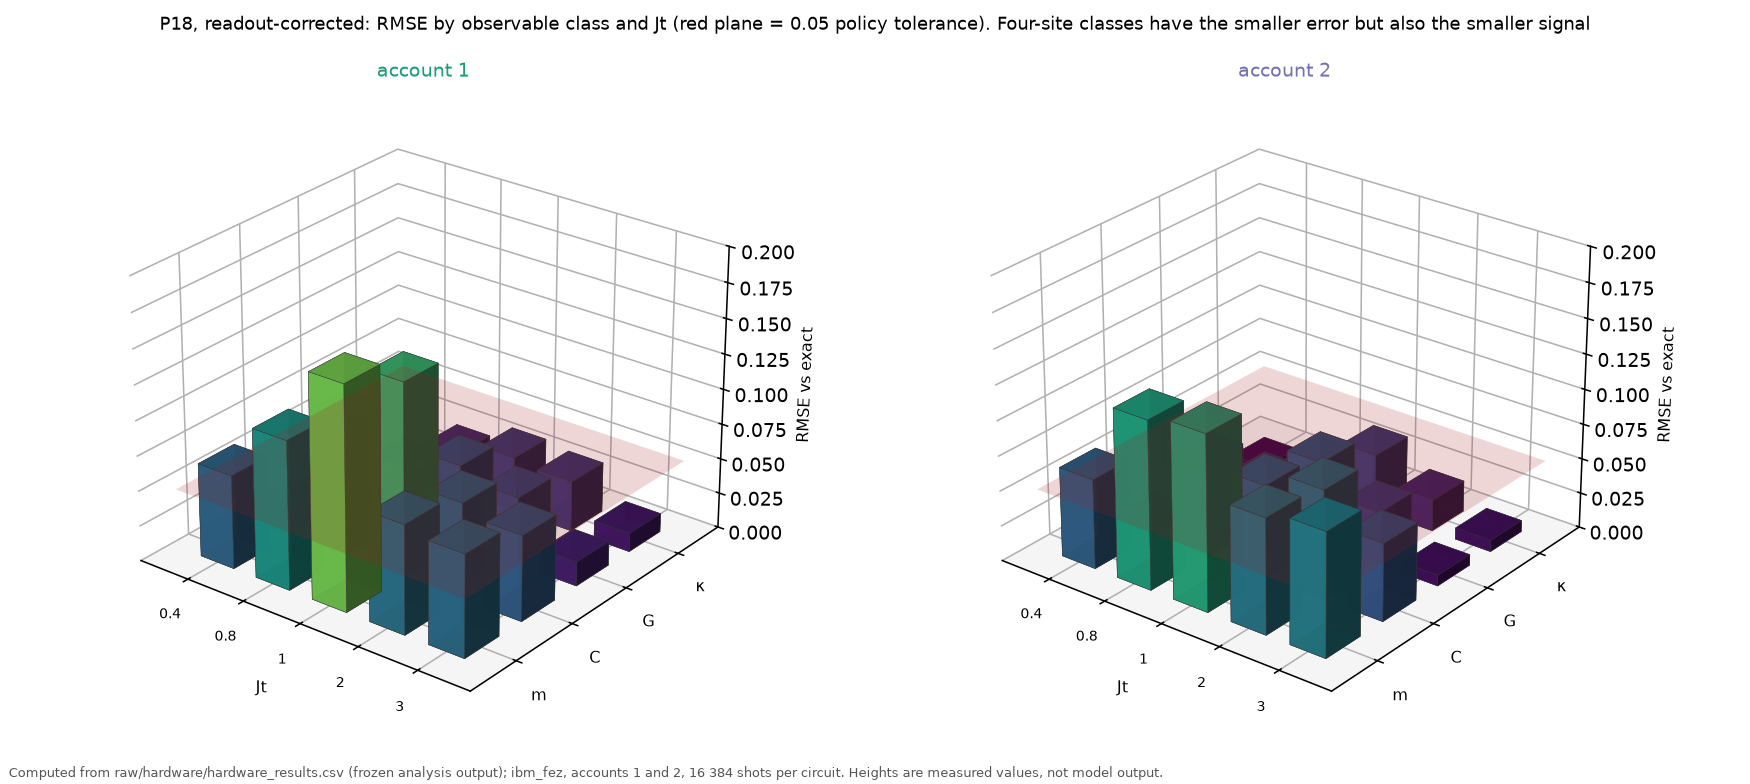 P18, readout-corrected: RMSE by observable class and Jt (red plane = 0.05 policy tolerance). Four-site classes have the smaller error but also the smaller signal
account 1
0.200
0.175
0.150
0.125
0.100
0.075
0.050
0.025
0.000
RMSE vs exact
0.4
0.8
1
2
3
Jt
m
C
G
κ
account 2
0.200
0.175
0.150
0.125
0.100
0.075
0.050
0.025
0.000
RMSE vs exact
0.4
0.8
1
2
3
Jt
m
C
G
κ
Computed from raw/hardware/hardware_results.csv (frozen analysis output); ibm_fez, accounts 1 and 2, 16 384 shots per circuit. Heights are measured values, not model output.